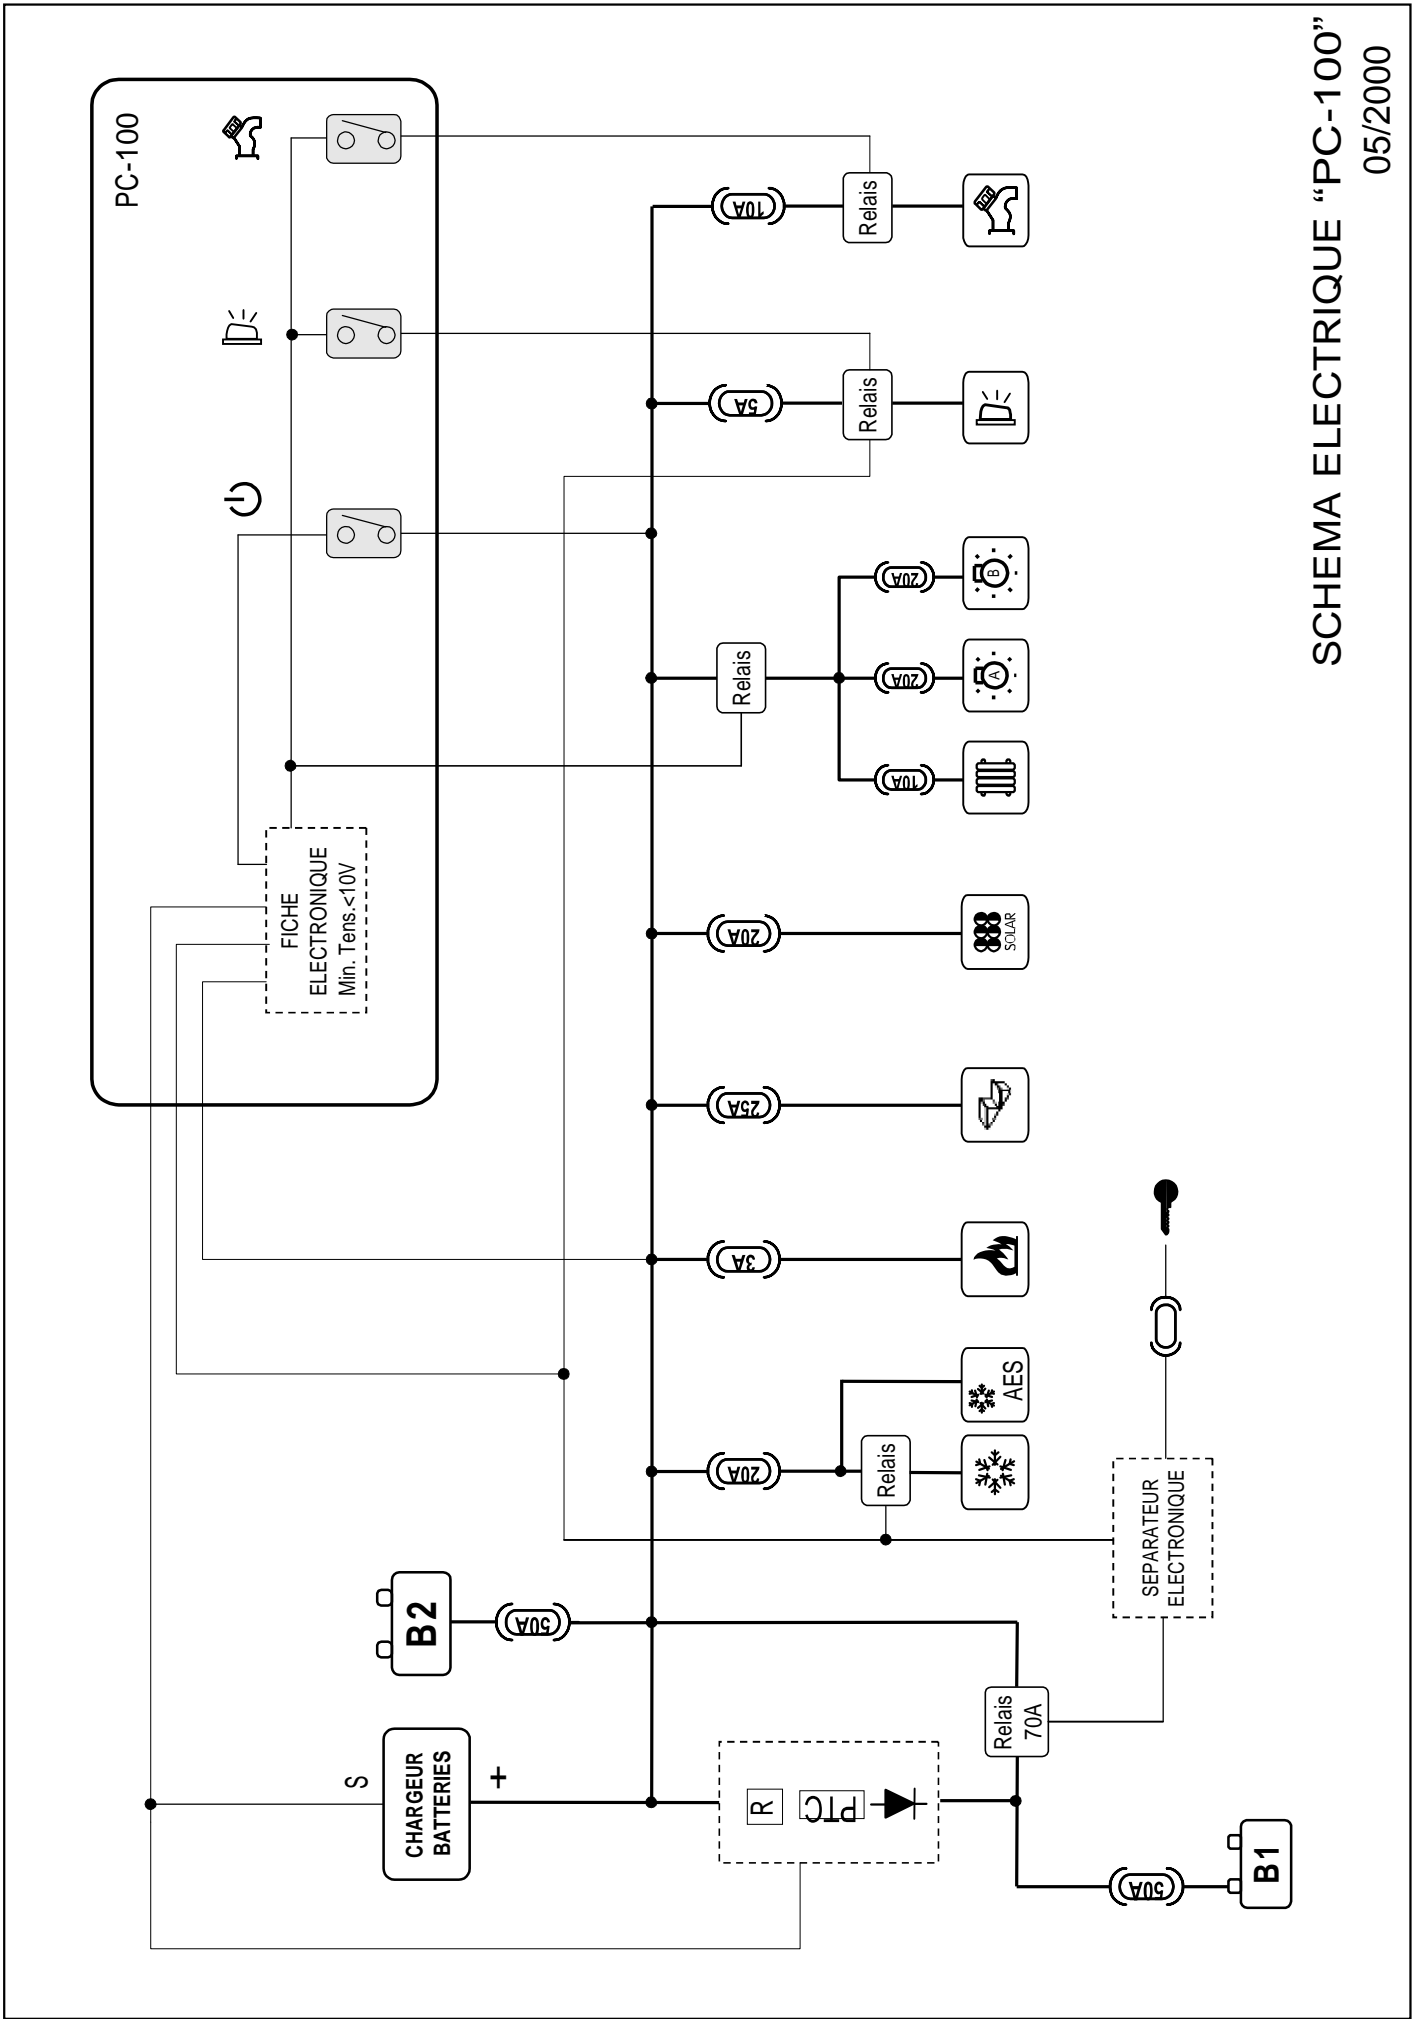 SCHEMA ELECTRIQUE “PC-100”
05/2000
PC-100
FICHE
ELECTRONIQUE
Min. Tens.<10V
S
CHARGEUR
BATTERIES
+
B2
50A
20A
3A
25A
20A
Relais
5A
10A
R
PTC
Relais
70A
Relais
10A
20A
20A
Relais
Relais
AES
SOLAR
A
B
50A
B1
SEPARATEUR
ELECTRONIQUE